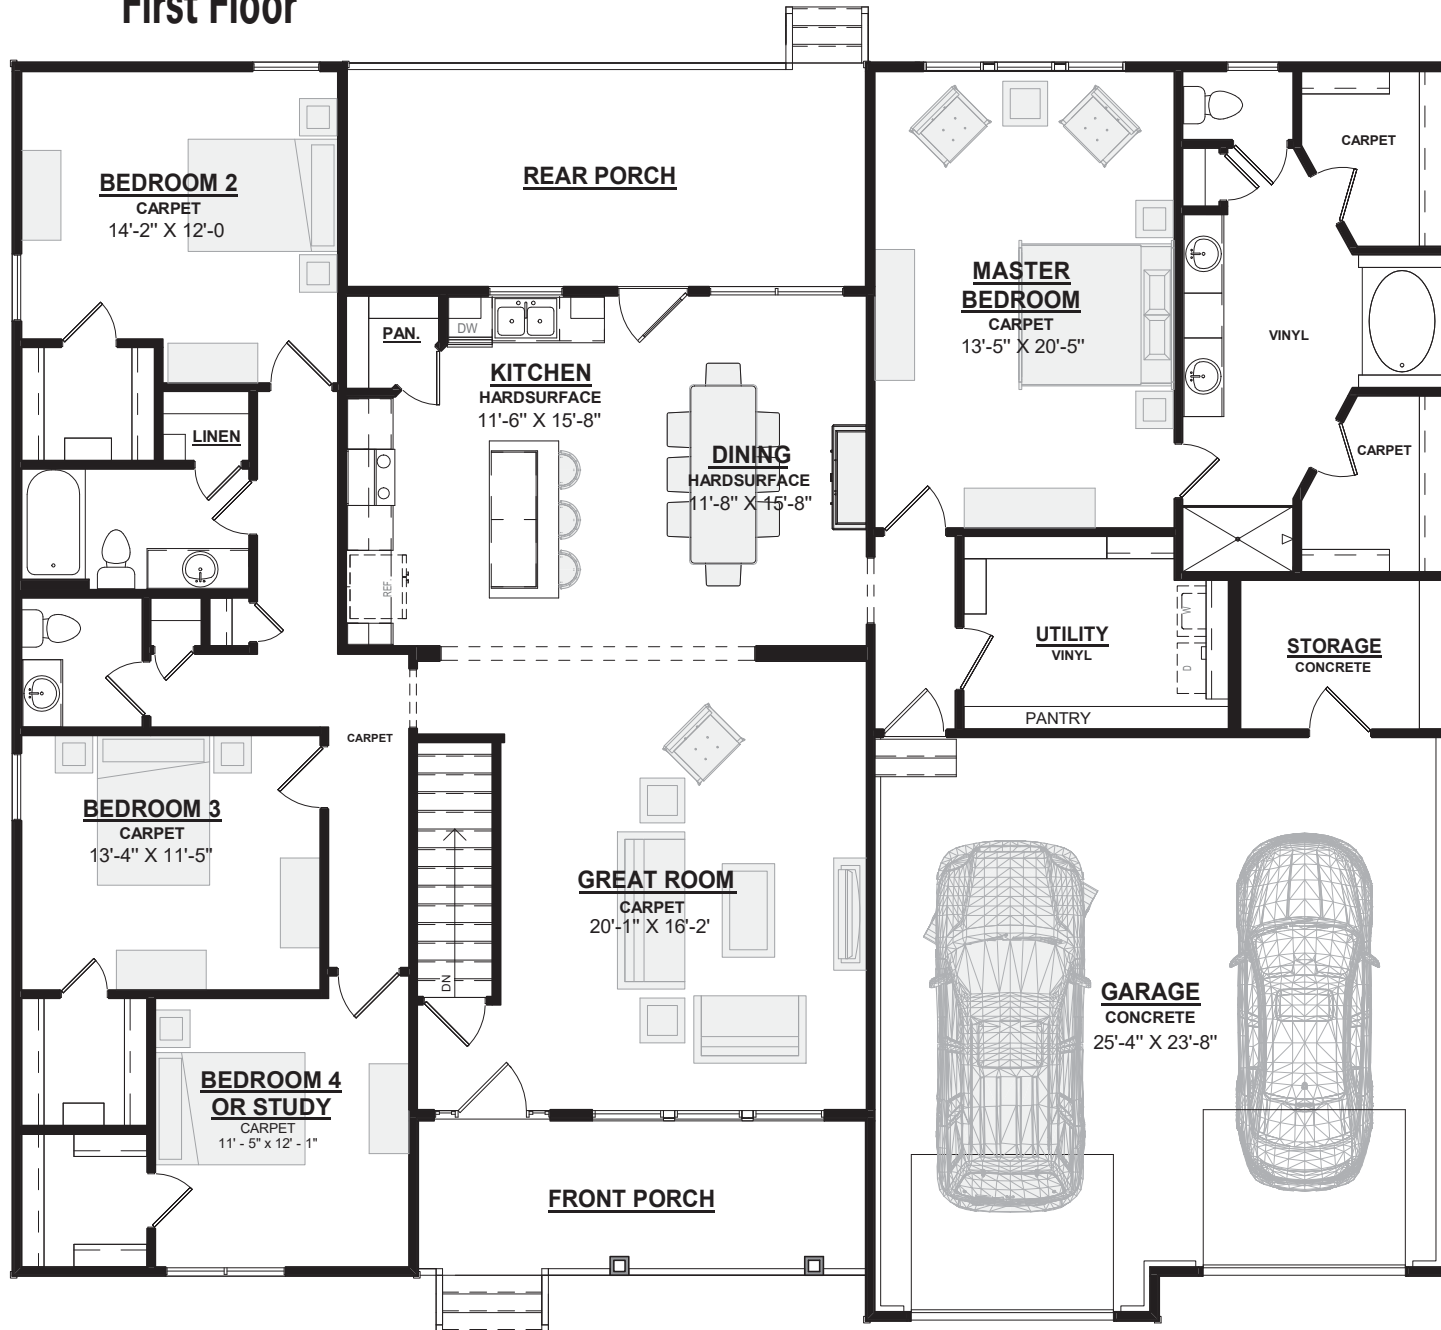 First Floor
BEDROOM 2
CARPET
14'-2" X 12'-0
REAR PORCH
MASTER
BEDROOM
CARPET
13'-5" X 20'-5"
CARPET
VINYL
CARPET
PAN.
DW
KITCHEN
HARDSURFACE
11'-6" X 15'-8"
DINING
HARDSURFACE
11'-8" X 15'-8"
LINEN
REF
UTILITY
VINYL
W
D
PANTRY
STORAGE
CONCRETE
CARPET
BEDROOM 3
CARPET
13'-4" X 11'-5"
DN
GREAT ROOM
CARPET
20'-1" X 16'-2'
GARAGE
CONCRETE
25'-4" X 23'-8"
BEDROOM 4
OR STUDY
CARPET
11' - 5" x 12' - 1"
FRONT PORCH